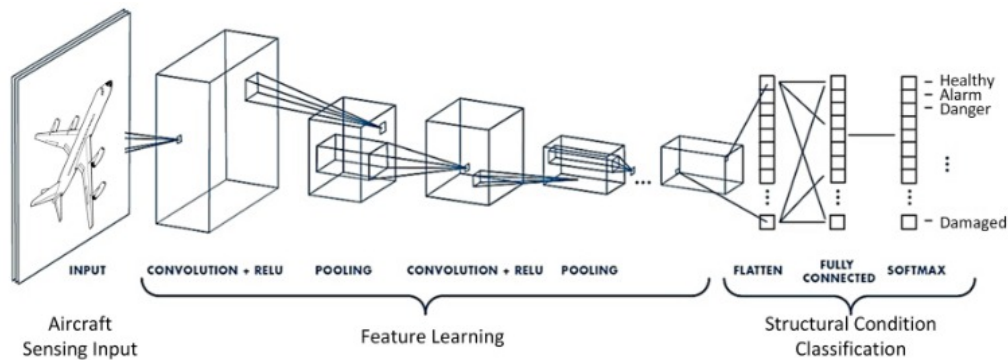 Healthy
Alarm
Danger
Damaged
INPUT
CONVOLUTION + RELU
POOLING
CONVOLUTION + RELU
POOLING
FLATTEN
FULLY
CONNECTED
SOFTMAX
Aircraft
Sensing Input
Feature Learning
Structural Condition
Classification